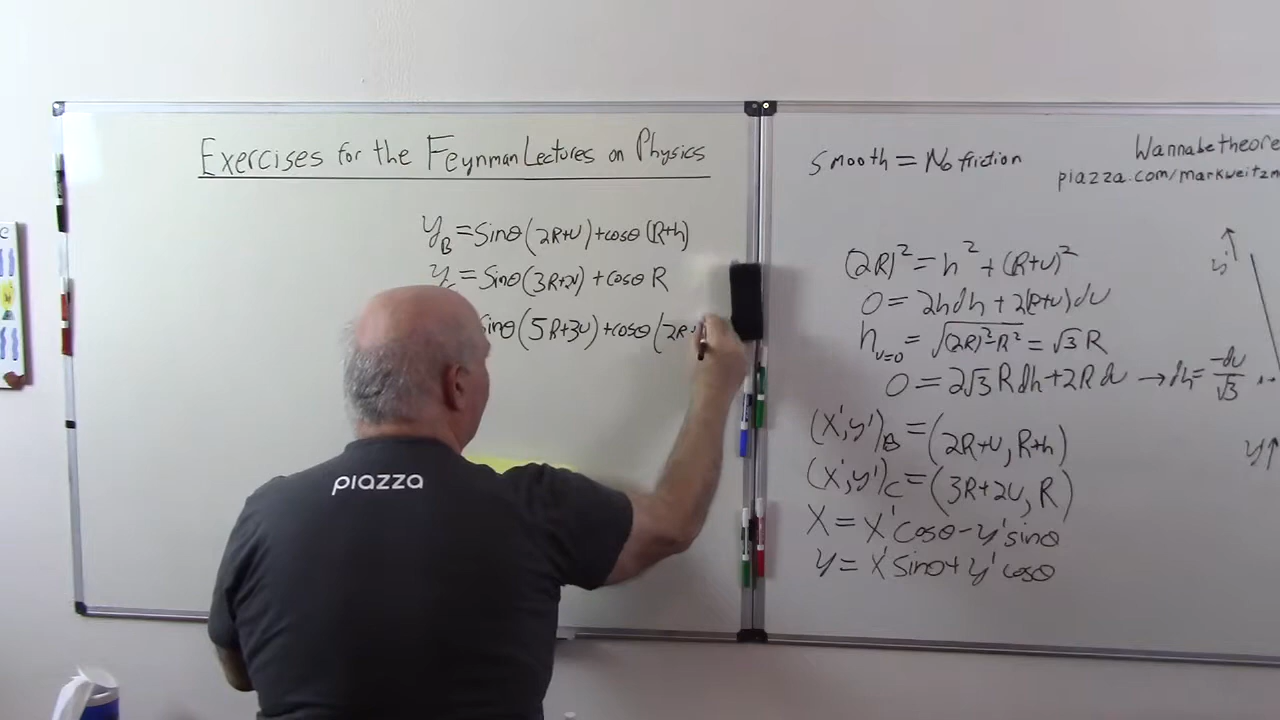 Exercises for the Feynman Lectures on Physics
y_B = Sinθ(2R+u)+cosθ(R+h)
= Sinθ(3R+2u) + cosθ R
sinθ(5R+3u)+cosθ(2R+
piazza
Smooth = No friction
Wannabetheore
piazza.com/markweitzm
(2R)² = h² + (R+u)²
0 = 2hdh + 2(R+u)du
h_{u=0} = √((2R)²-R²) = √3 R
0 = 2√3 Rdh + 2R du → dh = -du/√3
(x',y')_B = (2R+u, R+h)
(x',y')_C = (3R+2u, R)
X = x'cosθ - y'sinθ
y = x'sinθ + y'cosθ
y'
y